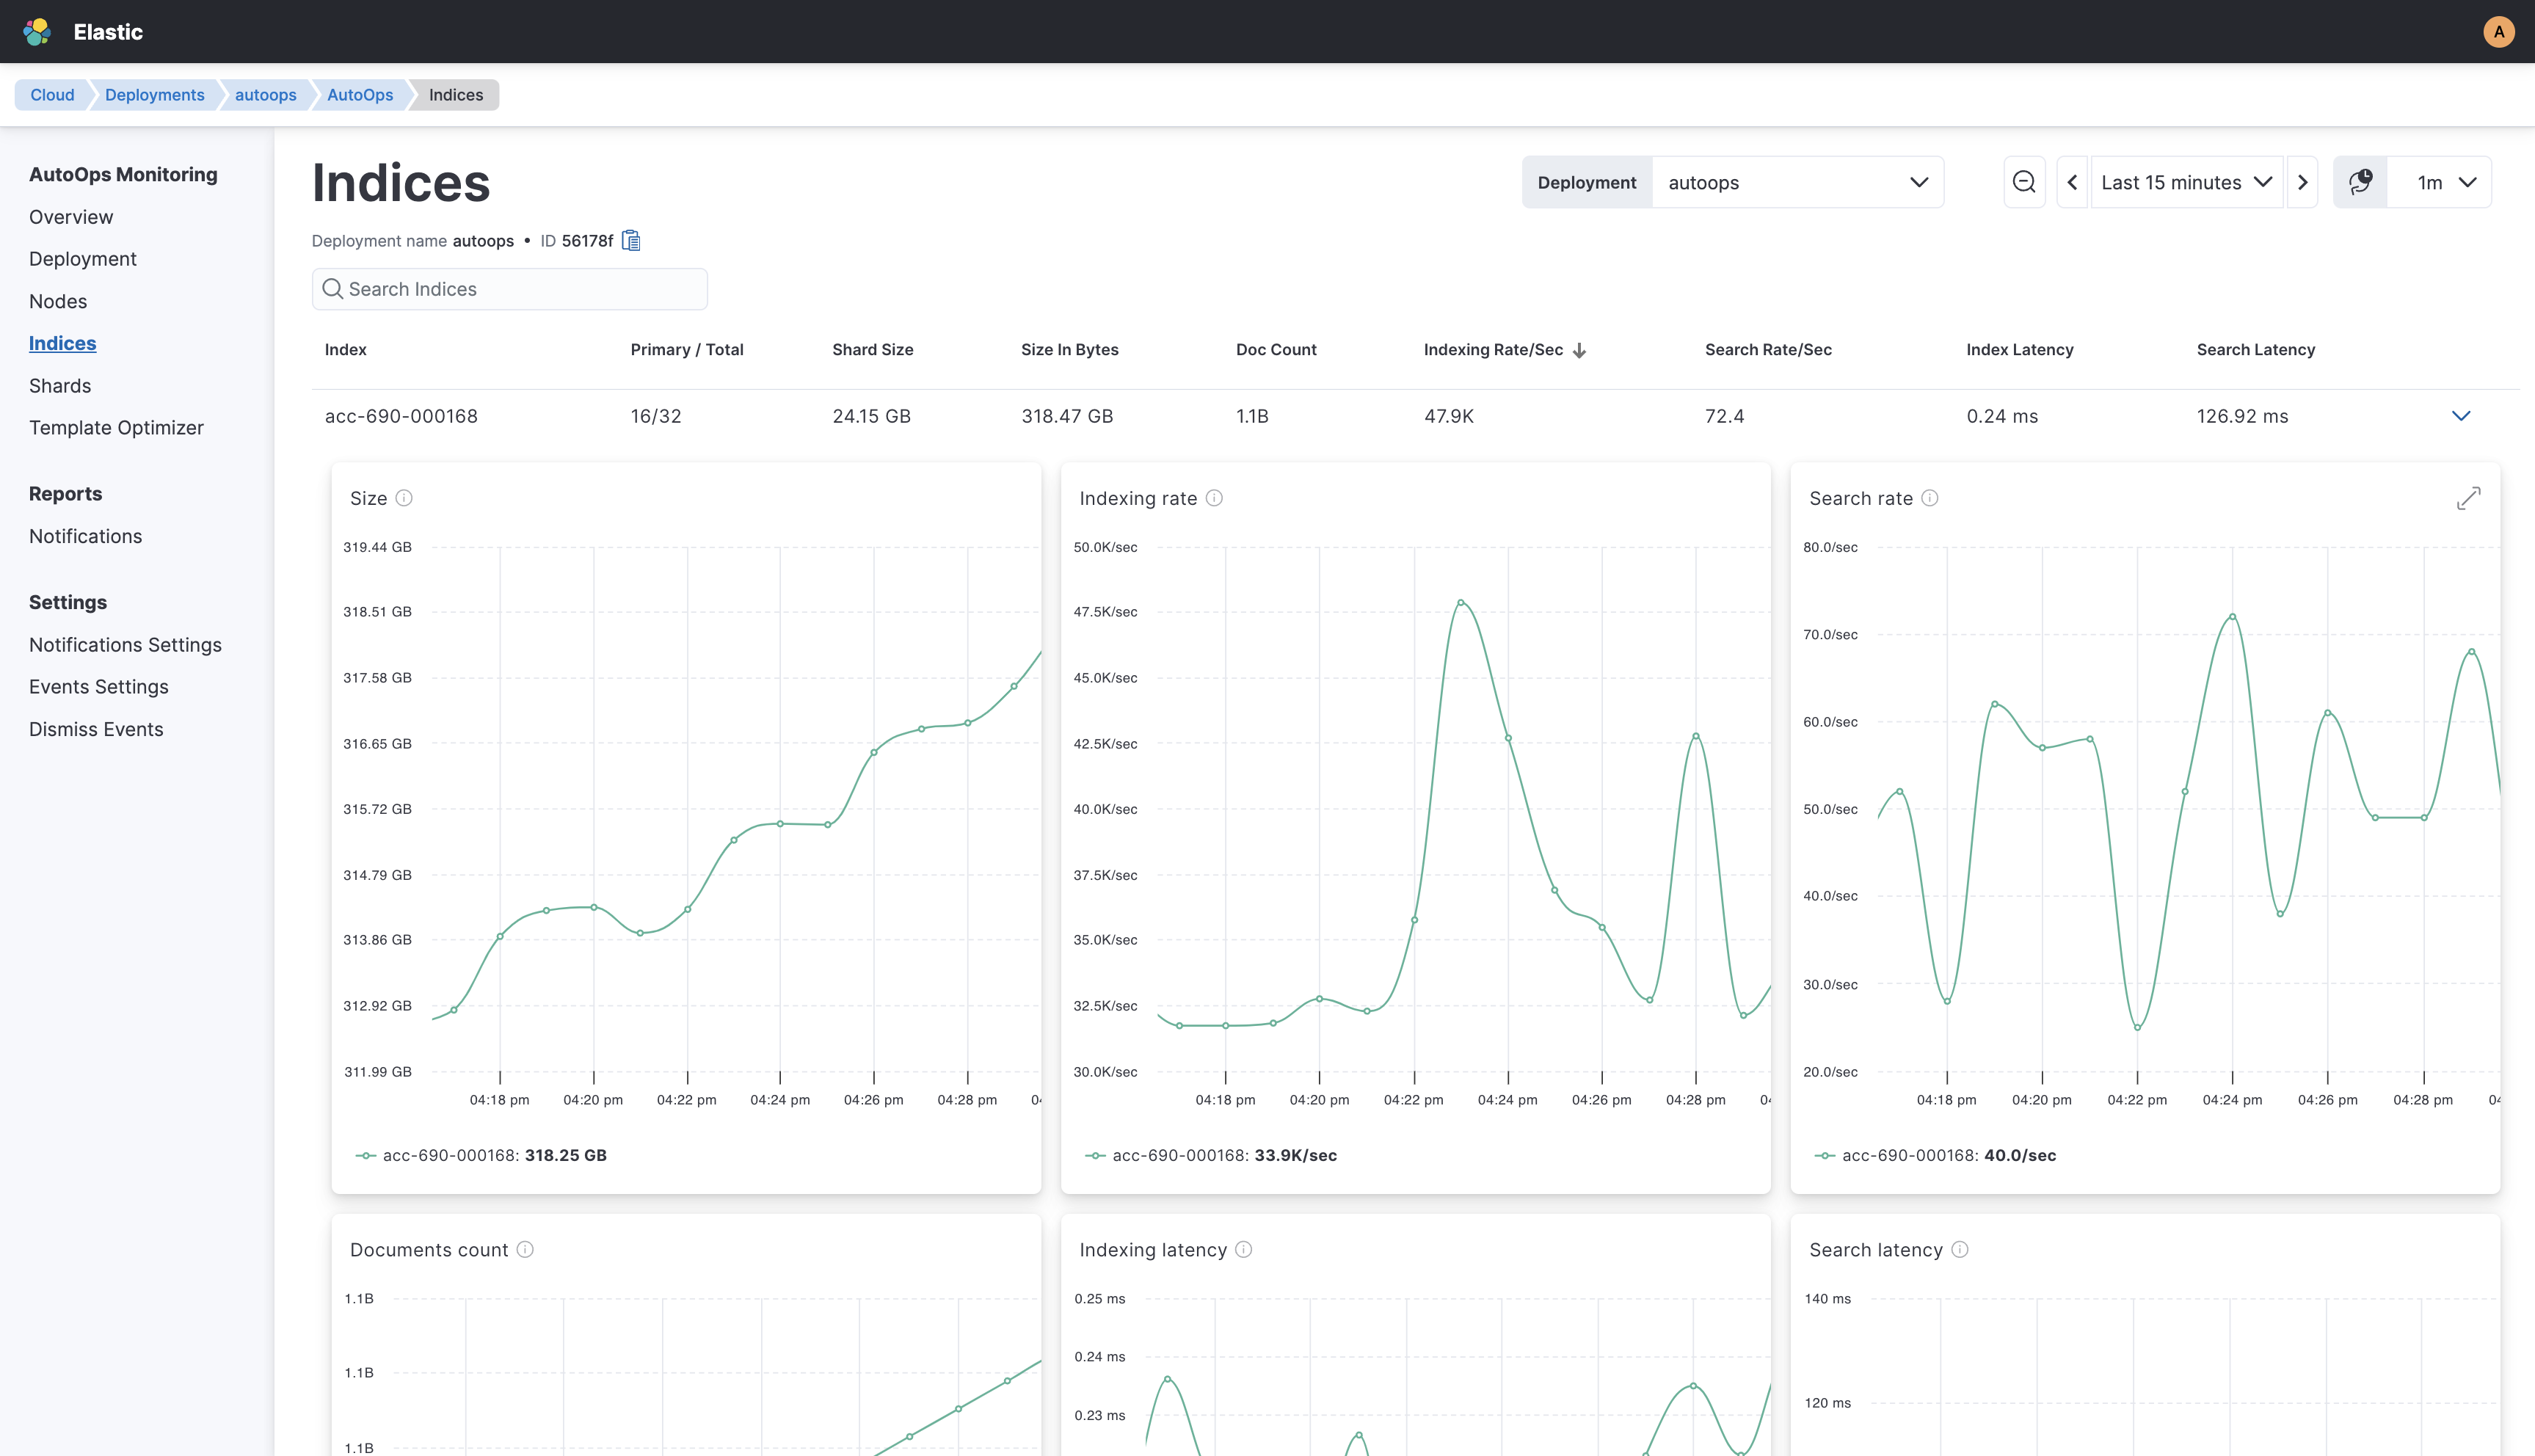 Elastic
A
Cloud
Deployments
autoops
AutoOps
Indices
AutoOps Monitoring
Overview
Deployment
Nodes
Indices
Shards
Template Optimizer
Reports
Notifications
Settings
Notifications Settings
Events Settings
Dismiss Events
Indices
Deployment autoops
Last 15 minutes
1m
Deployment name autoops • ID 56178f
Search Indices
Index Primary / Total Shard Size Size In Bytes Doc Count Indexing Rate/Sec Search Rate/Sec Index Latency Search Latency
acc-690-000168 16/32 24.15 GB 318.47 GB 1.1B 47.9K 72.4 0.24 ms 126.92 ms
Size
319.44 GB
318.51 GB
317.58 GB
316.65 GB
315.72 GB
314.79 GB
313.86 GB
312.92 GB
311.99 GB
04:18 pm 04:20 pm 04:22 pm 04:24 pm 04:26 pm 04:28 pm
acc-690-000168: 318.25 GB
Indexing rate
50.0K/sec
47.5K/sec
45.0K/sec
42.5K/sec
40.0K/sec
37.5K/sec
35.0K/sec
32.5K/sec
30.0K/sec
04:18 pm 04:20 pm 04:22 pm 04:24 pm 04:26 pm 04:28 pm
acc-690-000168: 33.9K/sec
Search rate
80.0/sec
70.0/sec
60.0/sec
50.0/sec
40.0/sec
30.0/sec
20.0/sec
04:18 pm 04:20 pm 04:22 pm 04:24 pm 04:26 pm 04:28 pm
acc-690-000168: 40.0/sec
Documents count
1.1B
1.1B
1.1B
Indexing latency
0.25 ms
0.24 ms
0.23 ms
Search latency
140 ms
120 ms